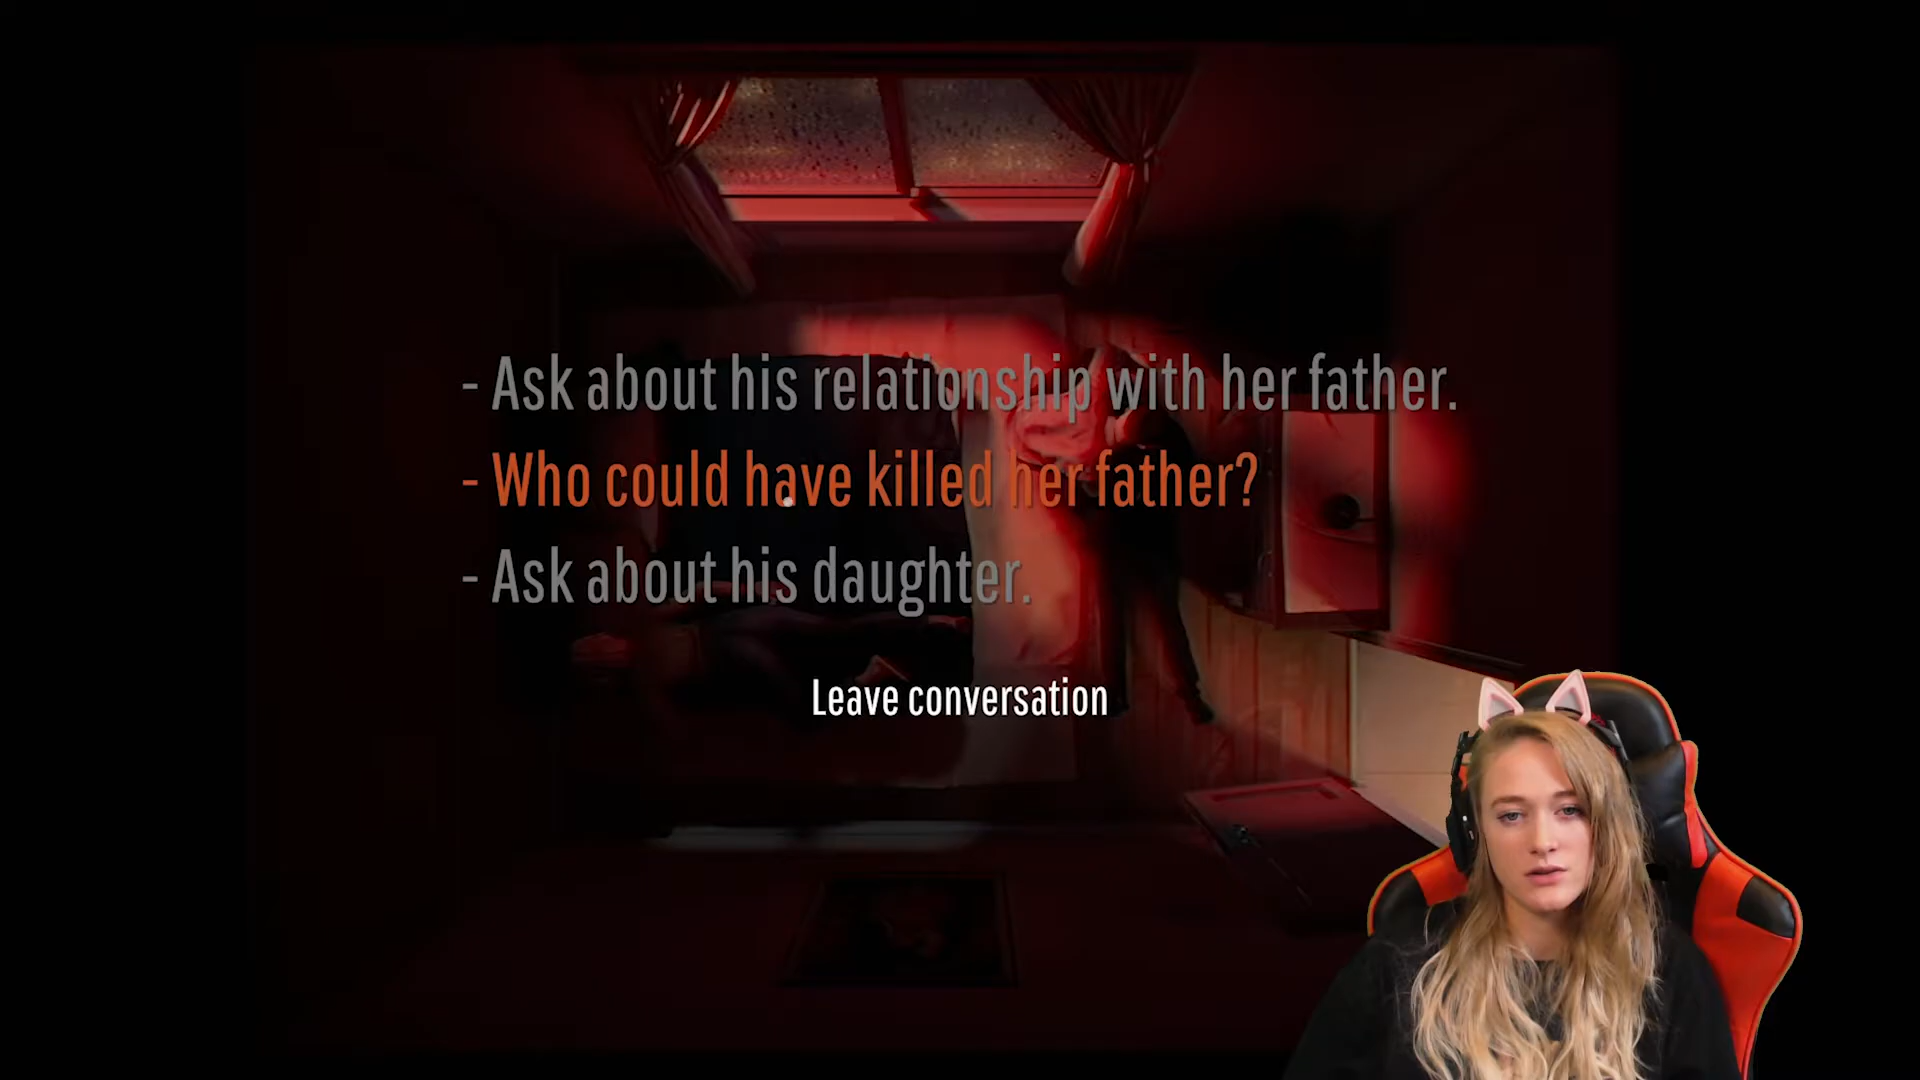 - Ask about his relationship with her father.
- Who could have killed her father?
- Ask about his daughter.
Leave conversation